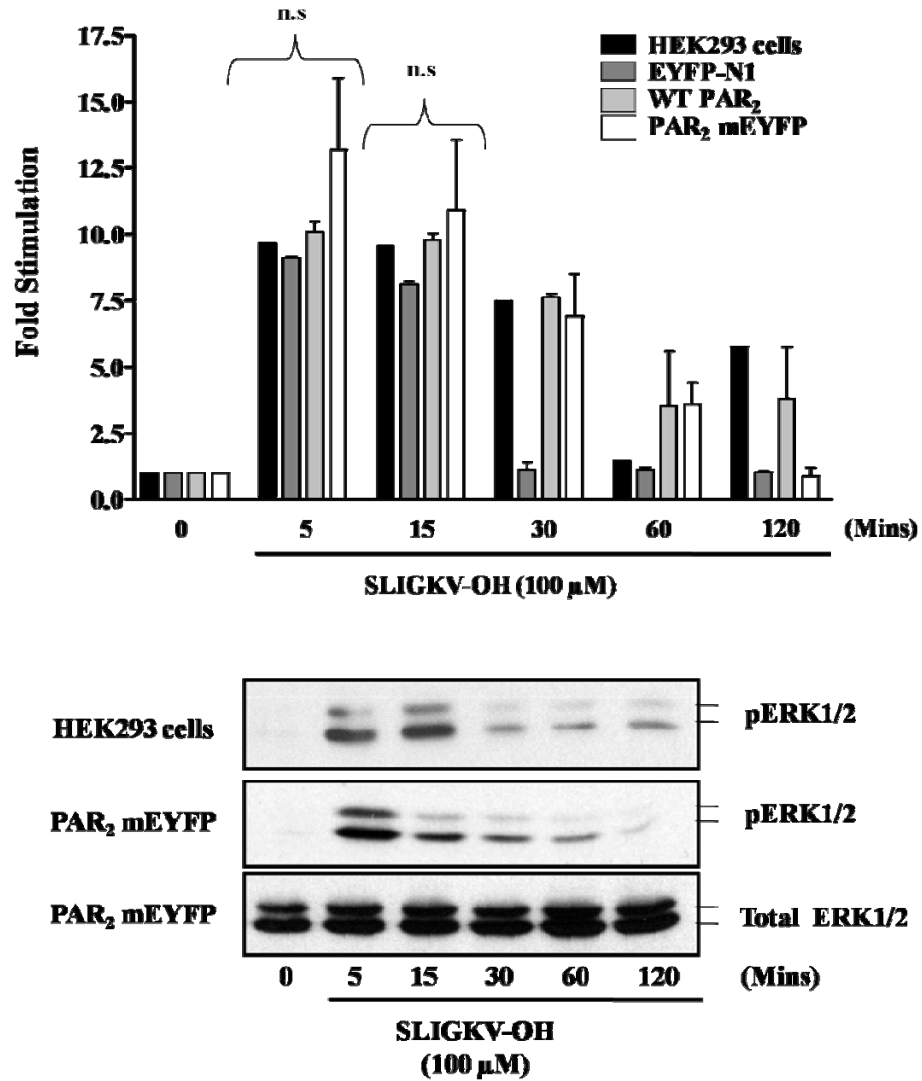 n.s
17.5
15.0
12.5
10.0
7.5
5.0
2.5
0.0
Fold Stimulation
n.s
HEK293 cells
EYFP-N1
WT PAR₂
PAR₂ mEYFP
0 5 15 30 60 120 (Mins)
SLIGKV-OH (100 µM)
HEK293 cells pERK1/2
PAR₂ mEYFP pERK1/2
PAR₂ mEYFP Total ERK1/2
0 5 15 30 60 120 (Mins)
SLIGKV-OH
(100 µM)